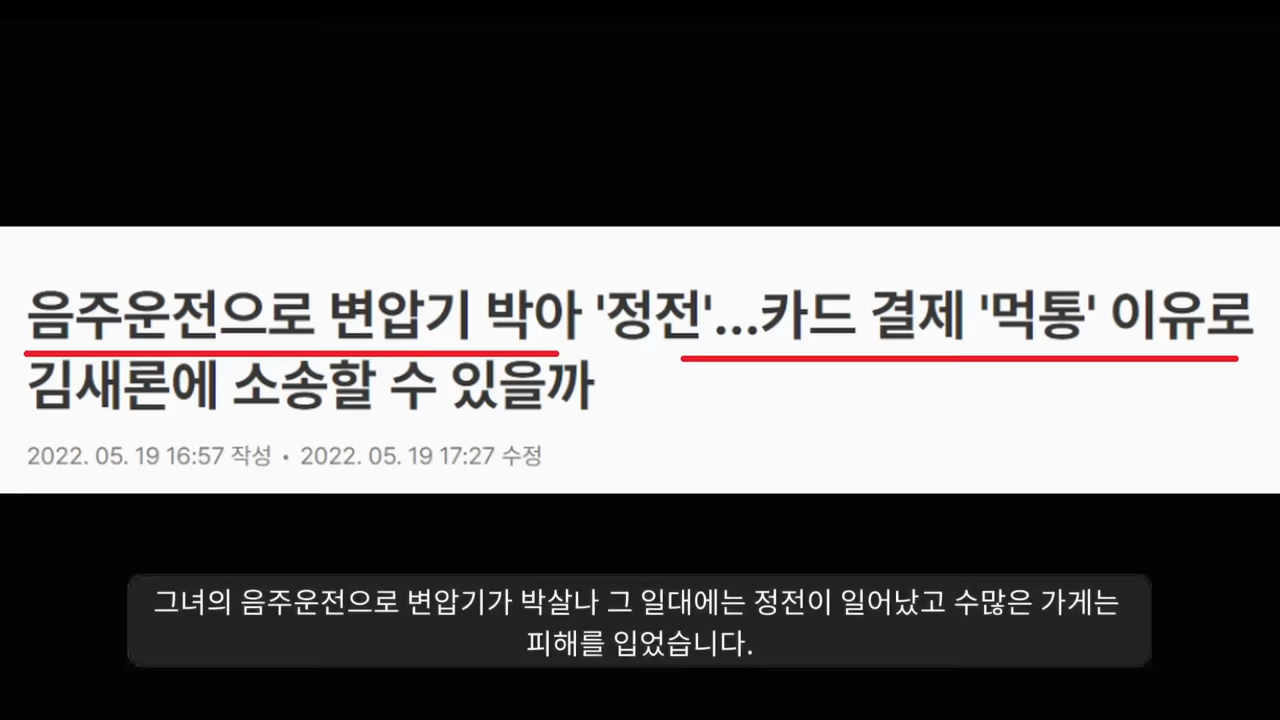 음주운전으로 변압기 박아 '정전'...카드 결제 '먹통' 이유로
김새론에 소송할 수 있을까
2022. 05. 19 16:57 작성 • 2022. 05. 19 17:27 수정
그녀의 음주운전으로 변압기가 박살나 그 일대에는 정전이 일어났고 수많은 가게는
피해를 입었습니다.